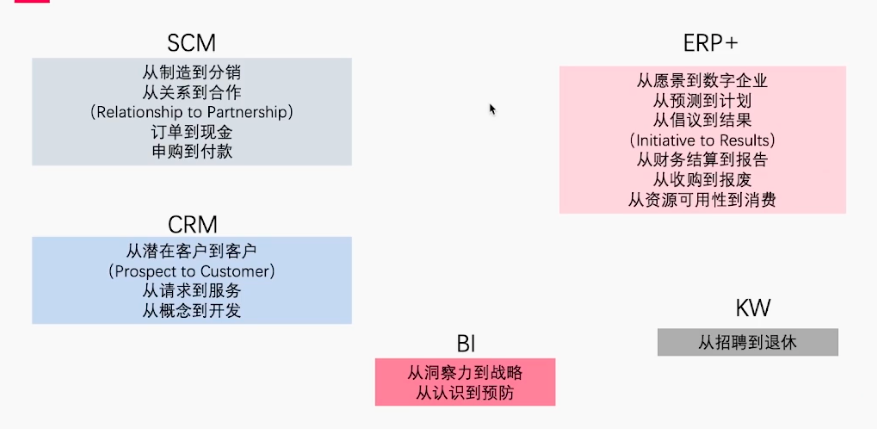 SCM
从制造到分销
从关系到合作
（Relationship to Partnership）
订单到现金
申购到付款
CRM
从潜在客户到客户
（Prospect to Customer）
从请求到服务
从概念到开发
BI
从洞察力到战略
从认识到预防
ERP+
从愿景到数字企业
从预测到计划
从倡议到结果
（Initiative to Results）
从财务结算到报告
从收购到报废
从资源可用性到消费
KW
从招聘到退休